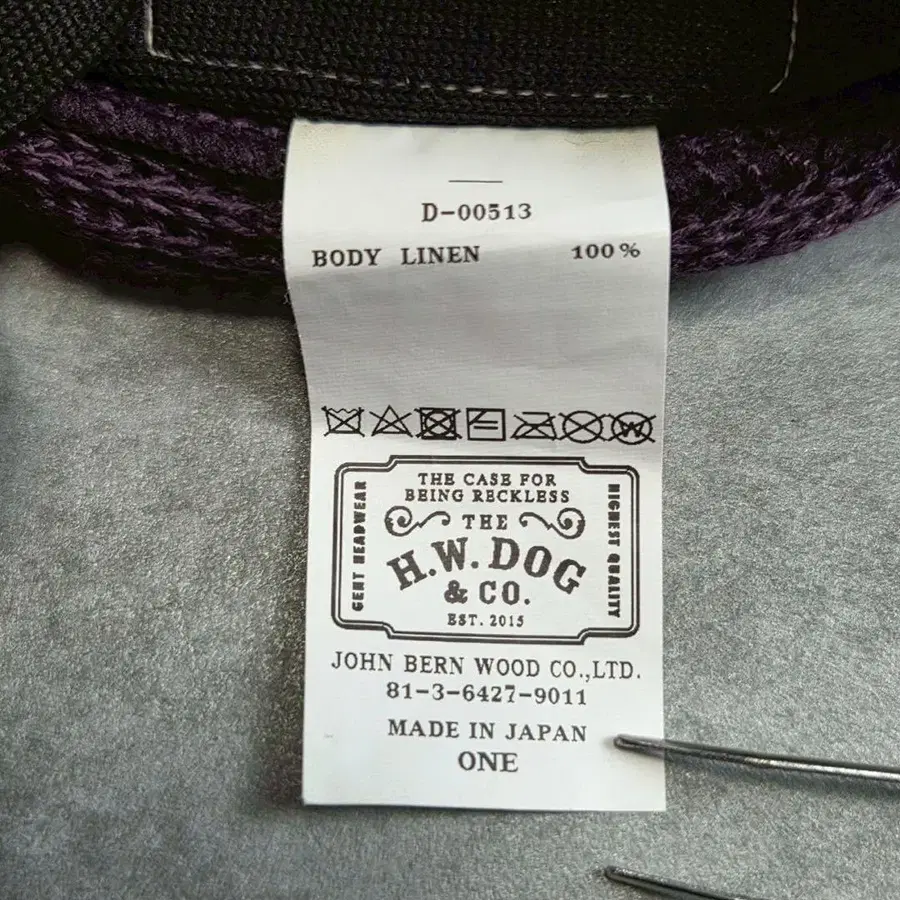 D-00513
BODY LINEN 100%
THE CASE FOR
BEING RECKLESS
GENT HEADWEAR
HIGHEST QUALITY
THE
H.W. DOG
& CO.
EST. 2015
JOHN BERN WOOD CO.,LTD.
81-3-6427-9011
MADE IN JAPAN
ONE